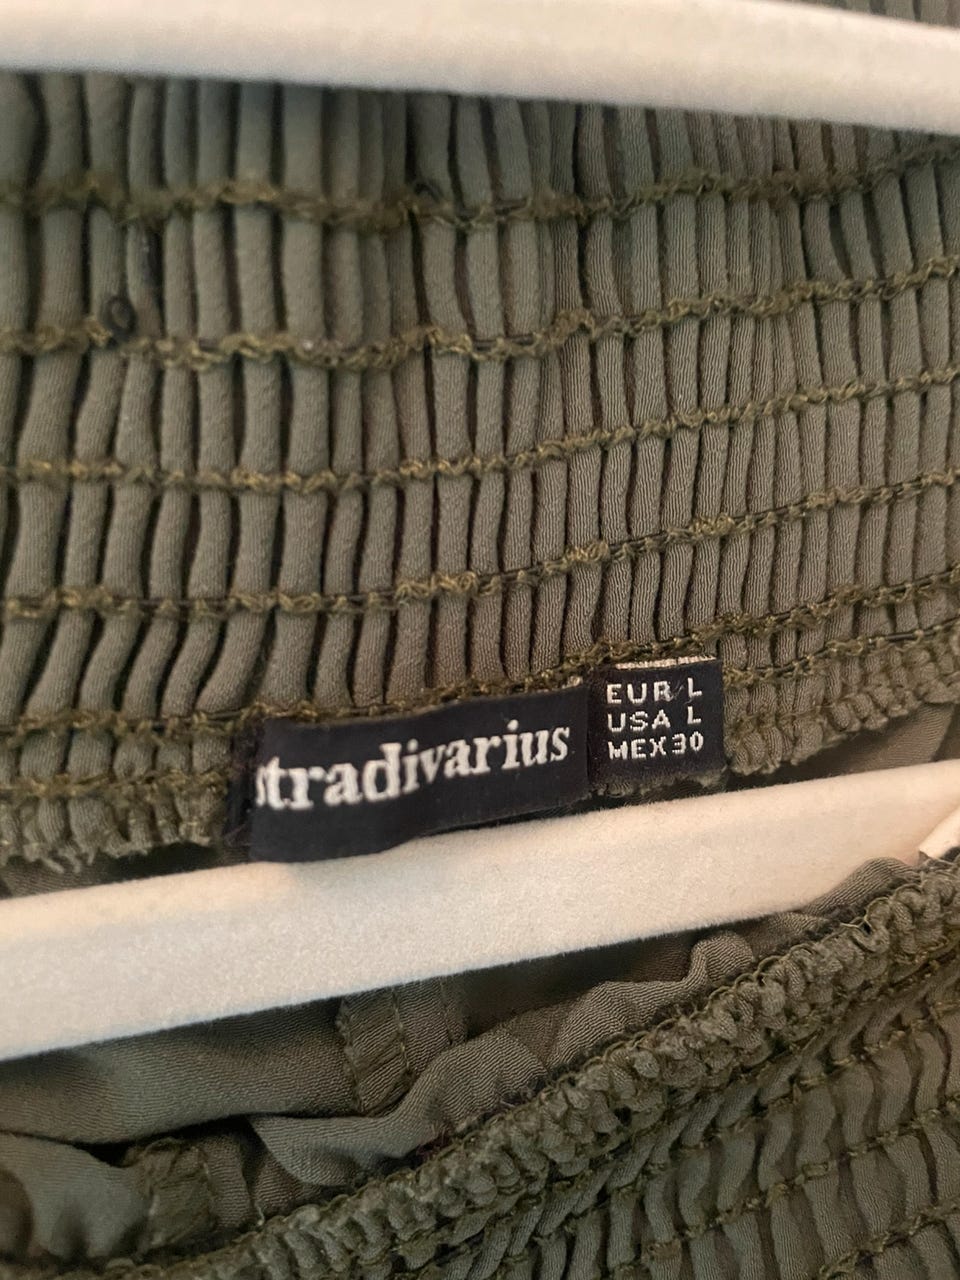 stradivarius
EUR L
USA L
MEX 30